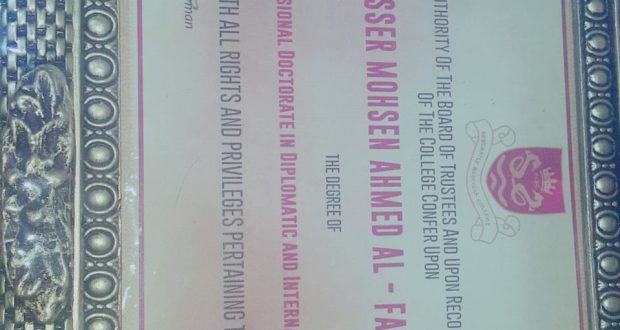 UTHORITY OF THE BOARD OF TRUSTEES AND UPON RECO
OF THE COLLEGE CONFER UPON
SSER MOHSEN AHMED AL - FA
THE DEGREE OF
SIONAL DOCTORATE IN DIPLOMATIC AND INTERN
TH ALL RIGHTS AND PRIVILEGES PERTAINING T